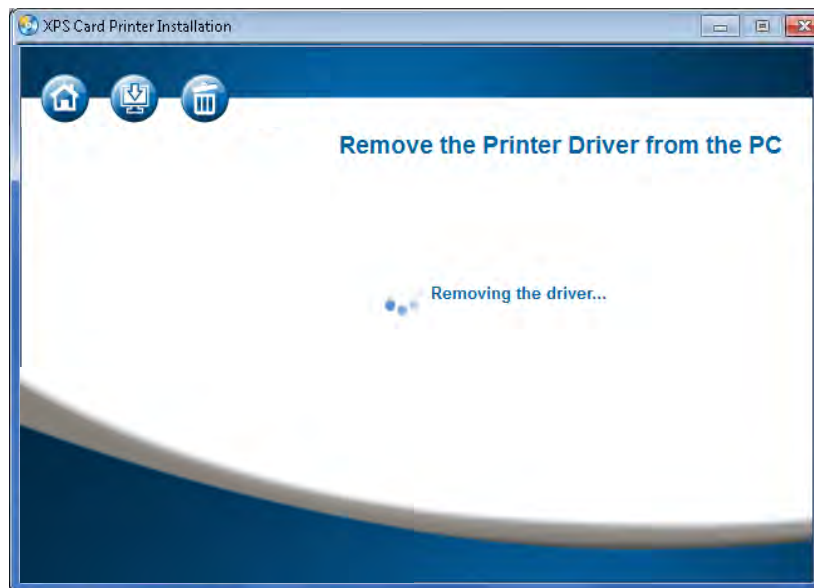 XPS Card Printer Installation
Remove the Printer Driver from the PC
Removing the driver...